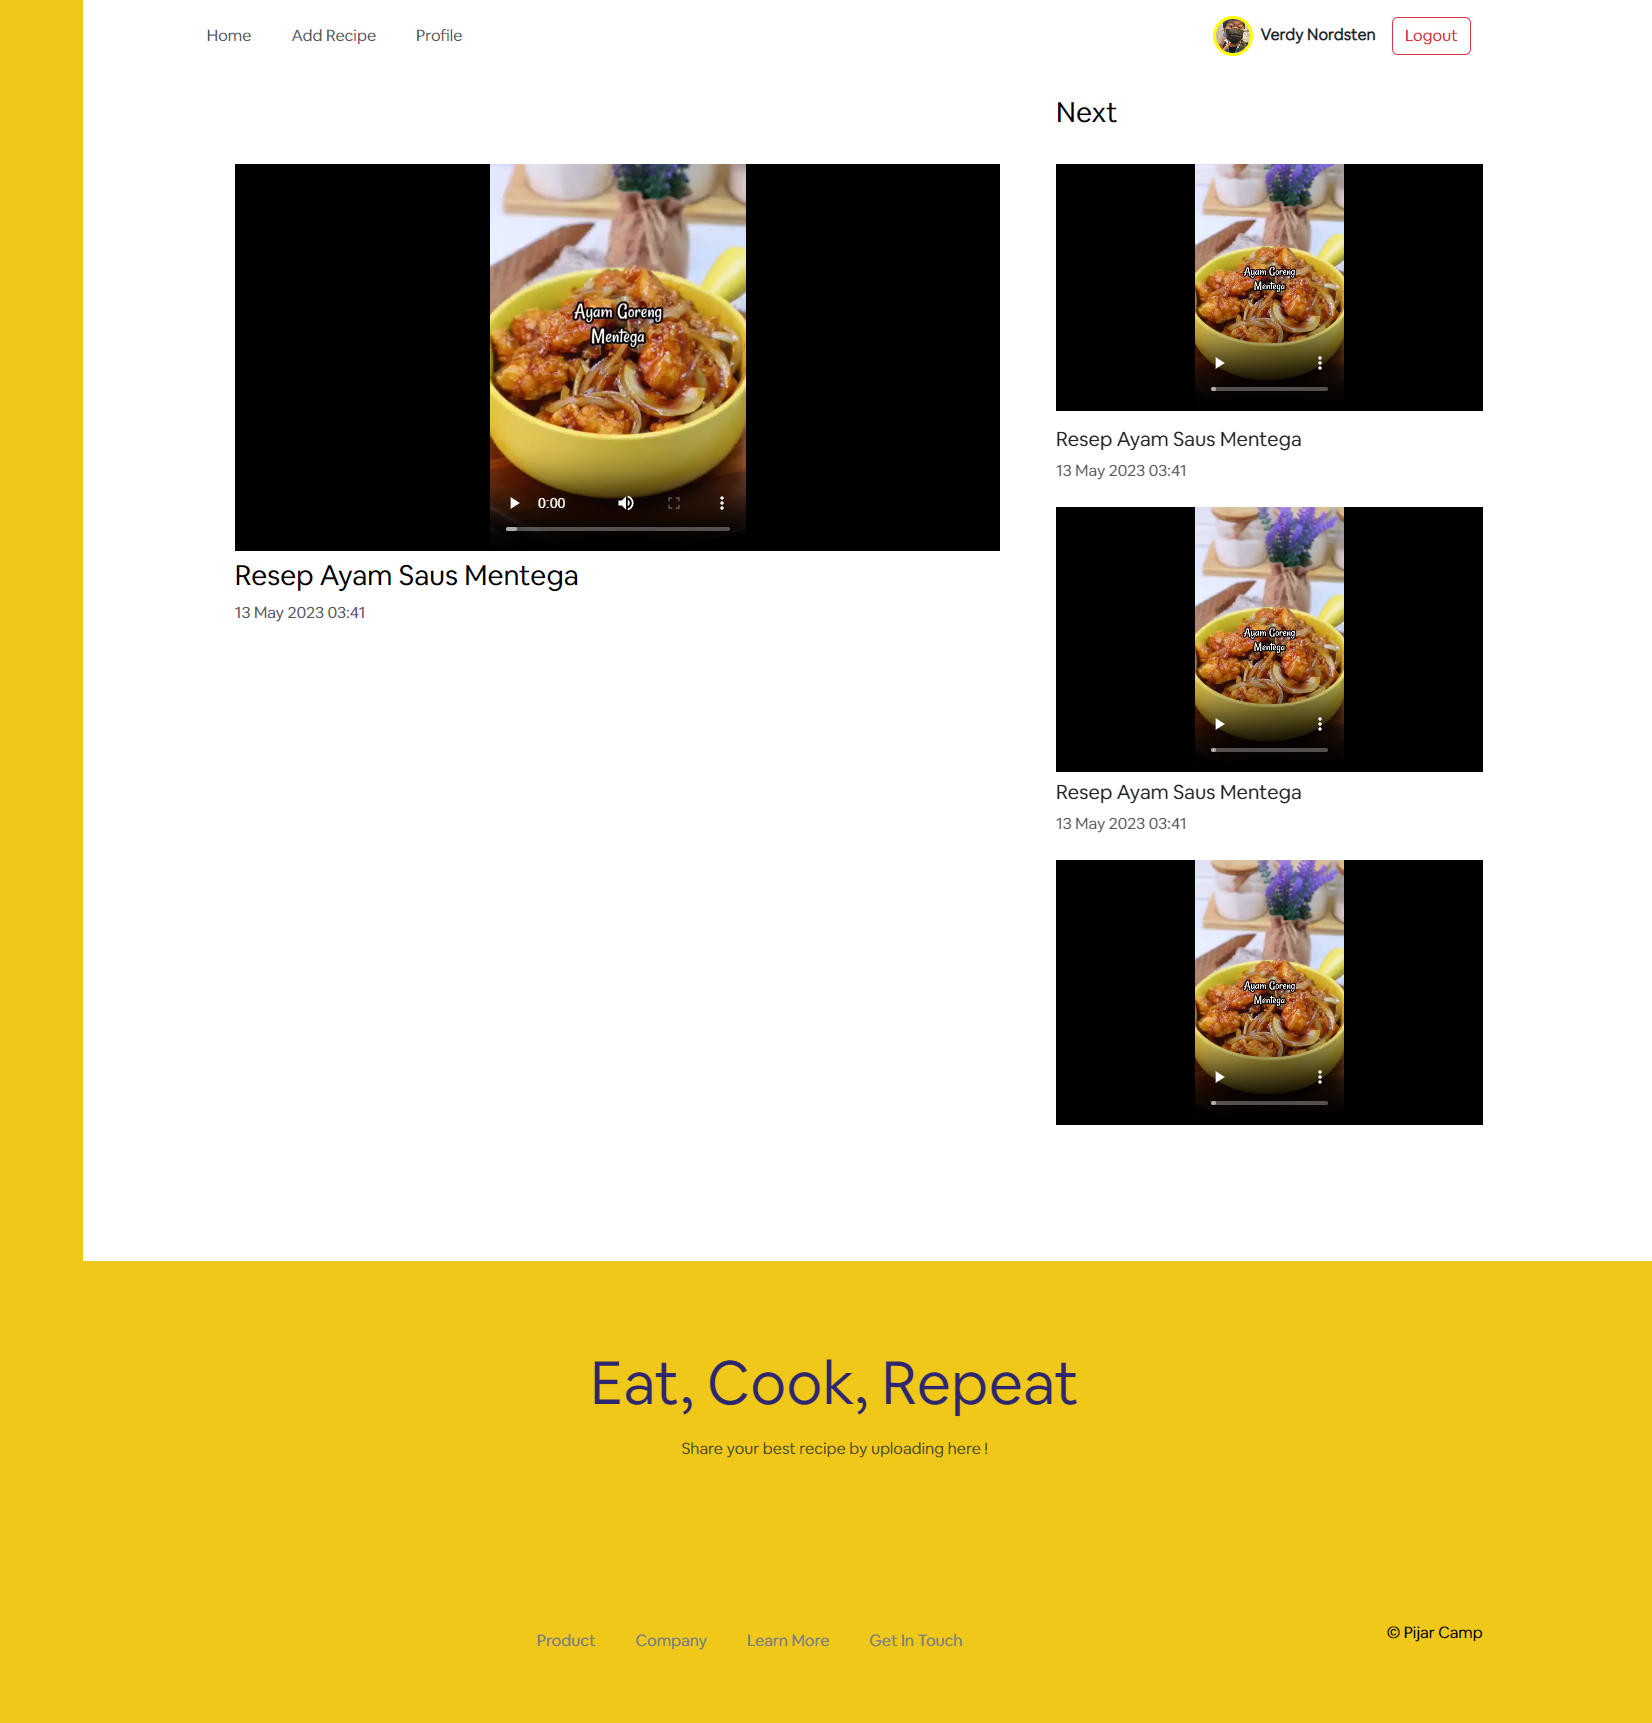 Home Add Recipe Profile Verdy Nordsten Logout
Next
Ayam Goreng
Mentega
0:00
Resep Ayam Saus Mentega
13 May 2023 03:41
Ayam Goreng
Mentega
Resep Ayam Saus Mentega
13 May 2023 03:41
Ayam Goreng
Mentega
Resep Ayam Saus Mentega
13 May 2023 03:41
Ayam Goreng
Mentega
Eat, Cook, Repeat
Share your best recipe by uploading here !
Product Company Learn More Get In Touch
© Pijar Camp